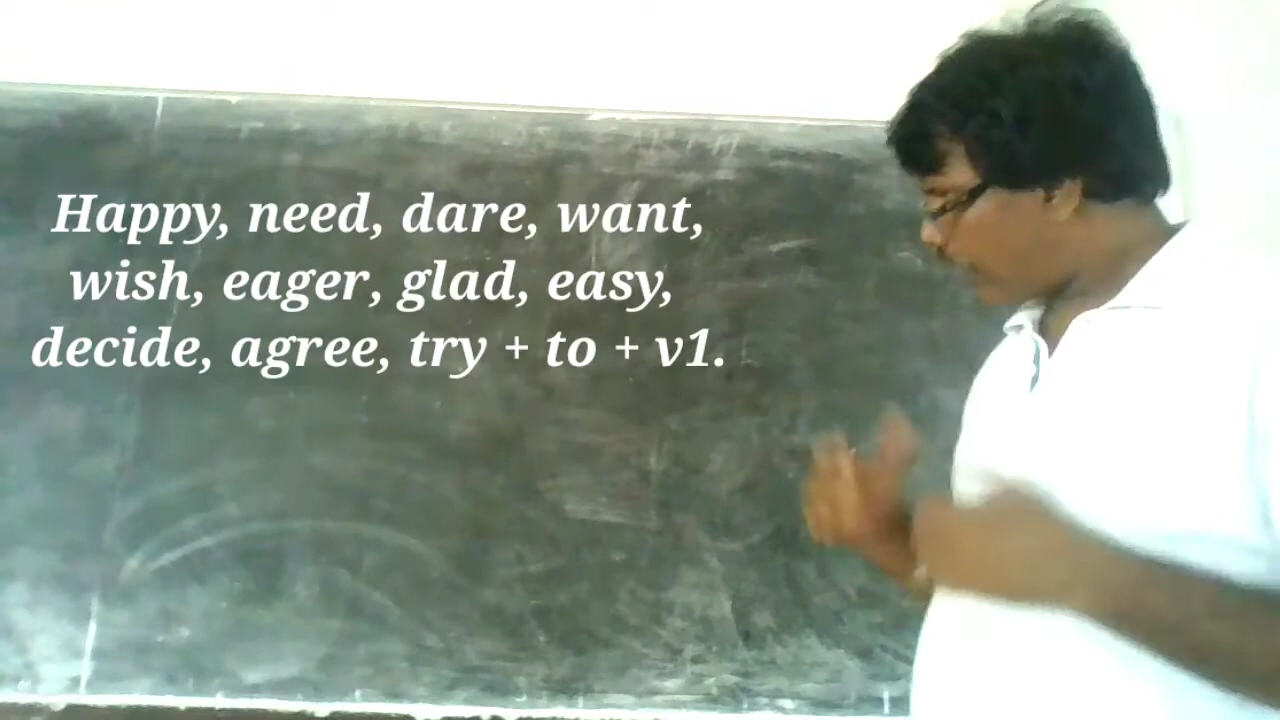 Happy, need, dare, want,
wish, eager, glad, easy,
decide, agree, try + to + v1.